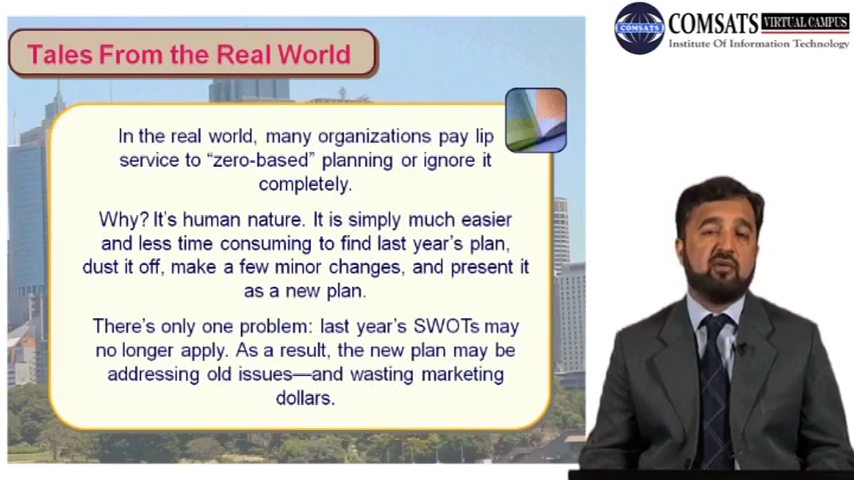 Tales From the Real World
In the real world, many organizations pay lip
service to “zero-based” planning or ignore it
completely.
Why? It’s human nature. It is simply much easier
and less time consuming to find last year’s plan,
dust it off, make a few minor changes, and present it
as a new plan.
There’s only one problem: last year’s SWOTs may
no longer apply. As a result, the new plan may be
addressing old issues—and wasting marketing
dollars.
COMSATS
COMSATS VIRTUAL CAMPUS
Institute Of Information Technology